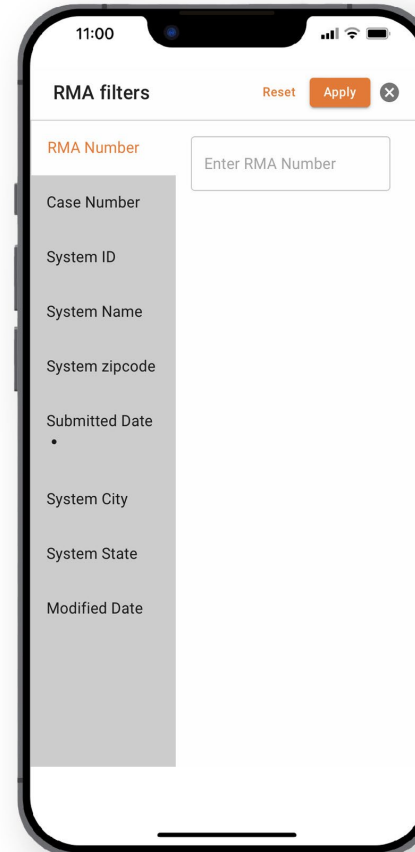 11:00
RMA filters
Reset
Apply
RMA Number
Enter RMA Number
Case Number
System ID
System Name
System zipcode
Submitted Date
•
System City
System State
Modified Date